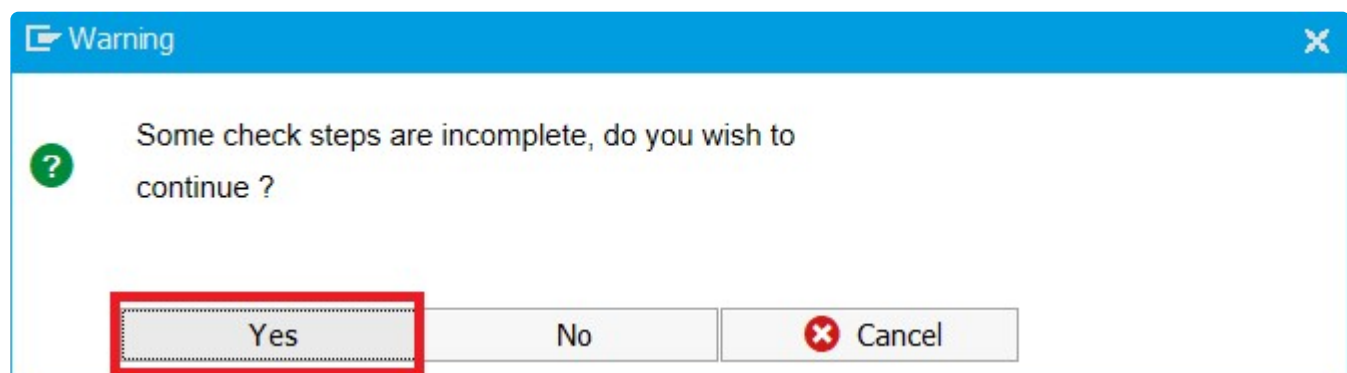 Warning
Some check steps are incomplete, do you wish to
continue ?
Yes No Cancel